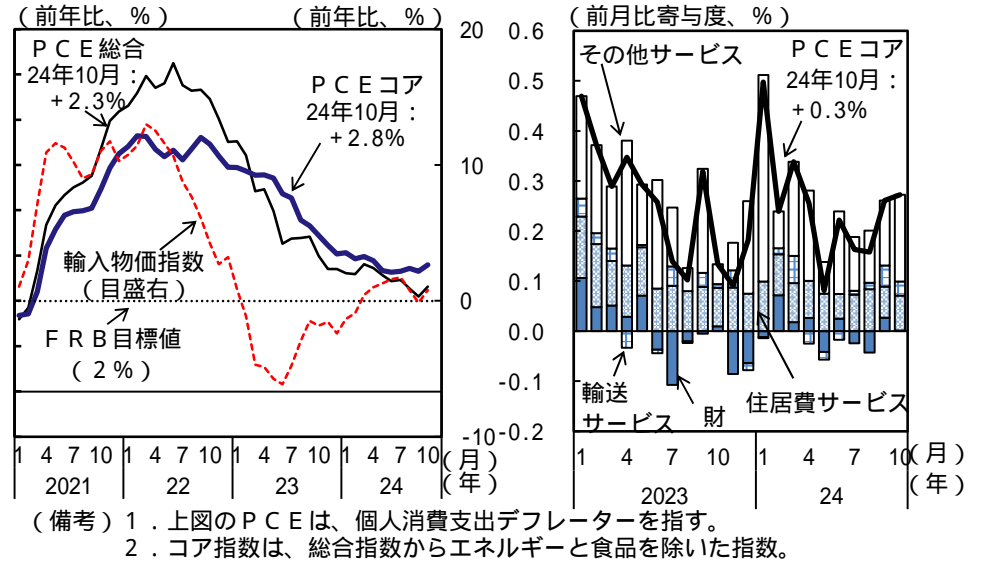 (前年比、%)
(前年比、%)
20
10
0
-10
PCE総合
24年10月：
+2.3%
PCEコア
24年10月：
+2.8%
輸入物価指数
(目盛右)
FRB目標値
(2%)
1 4 7 10 1 4 7 10 1 4 7 10 1 4 7 10 (月)
2021 22 23 24 (年)
(前月比寄与度、%)
0.6
0.5
0.4
0.3
0.2
0.1
0.0
-0.1
-0.2
その他サービス
PCEコア
24年10月：
+0.3%
輸送
サービス
財
住居費サービス
1 4 7 10 1 4 7 10 (月)
2023 24 (年)
(備考) 1．上図のPCEは、個人消費支出デフレーターを指す。
2．コア指数は、総合指数からエネルギーと食品を除いた指数。